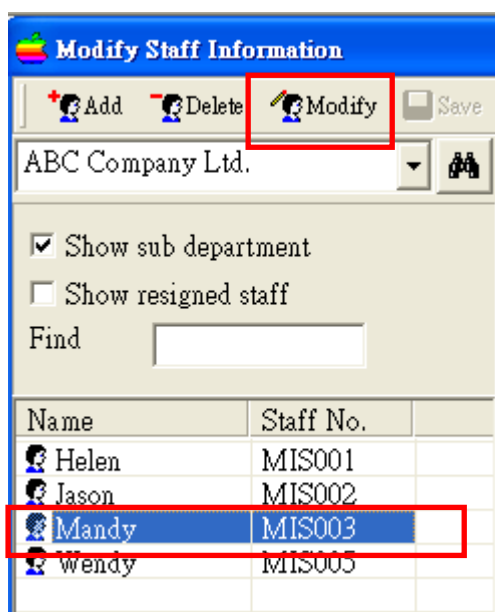 Modify Staff Information
Add Delete Modify Save
ABC Company Ltd.
Show sub department
Show resigned staff
Find
Name Staff No.
Helen MIS001
Jason MIS002
Mandy MIS003
Wendy MIS005